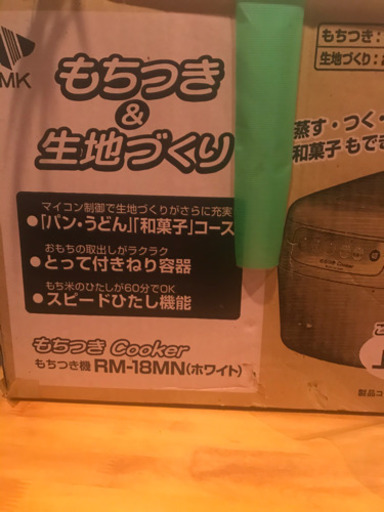 MK
もちつき
&
生地づくり
マイコン制御で生地づくりがさらに充実
●「パン・うどん」「和菓子」コース
おもちの取出しがラクラク
●とって付きねり容器
もち米のひたしが60分でOK
●スピードひたし機能
もちつき Cooker
もちつき機 RM-18MN(ホワイト)
もちつき:
生地づくり:
蒸す・つく・
和菓子もでき
製品コ